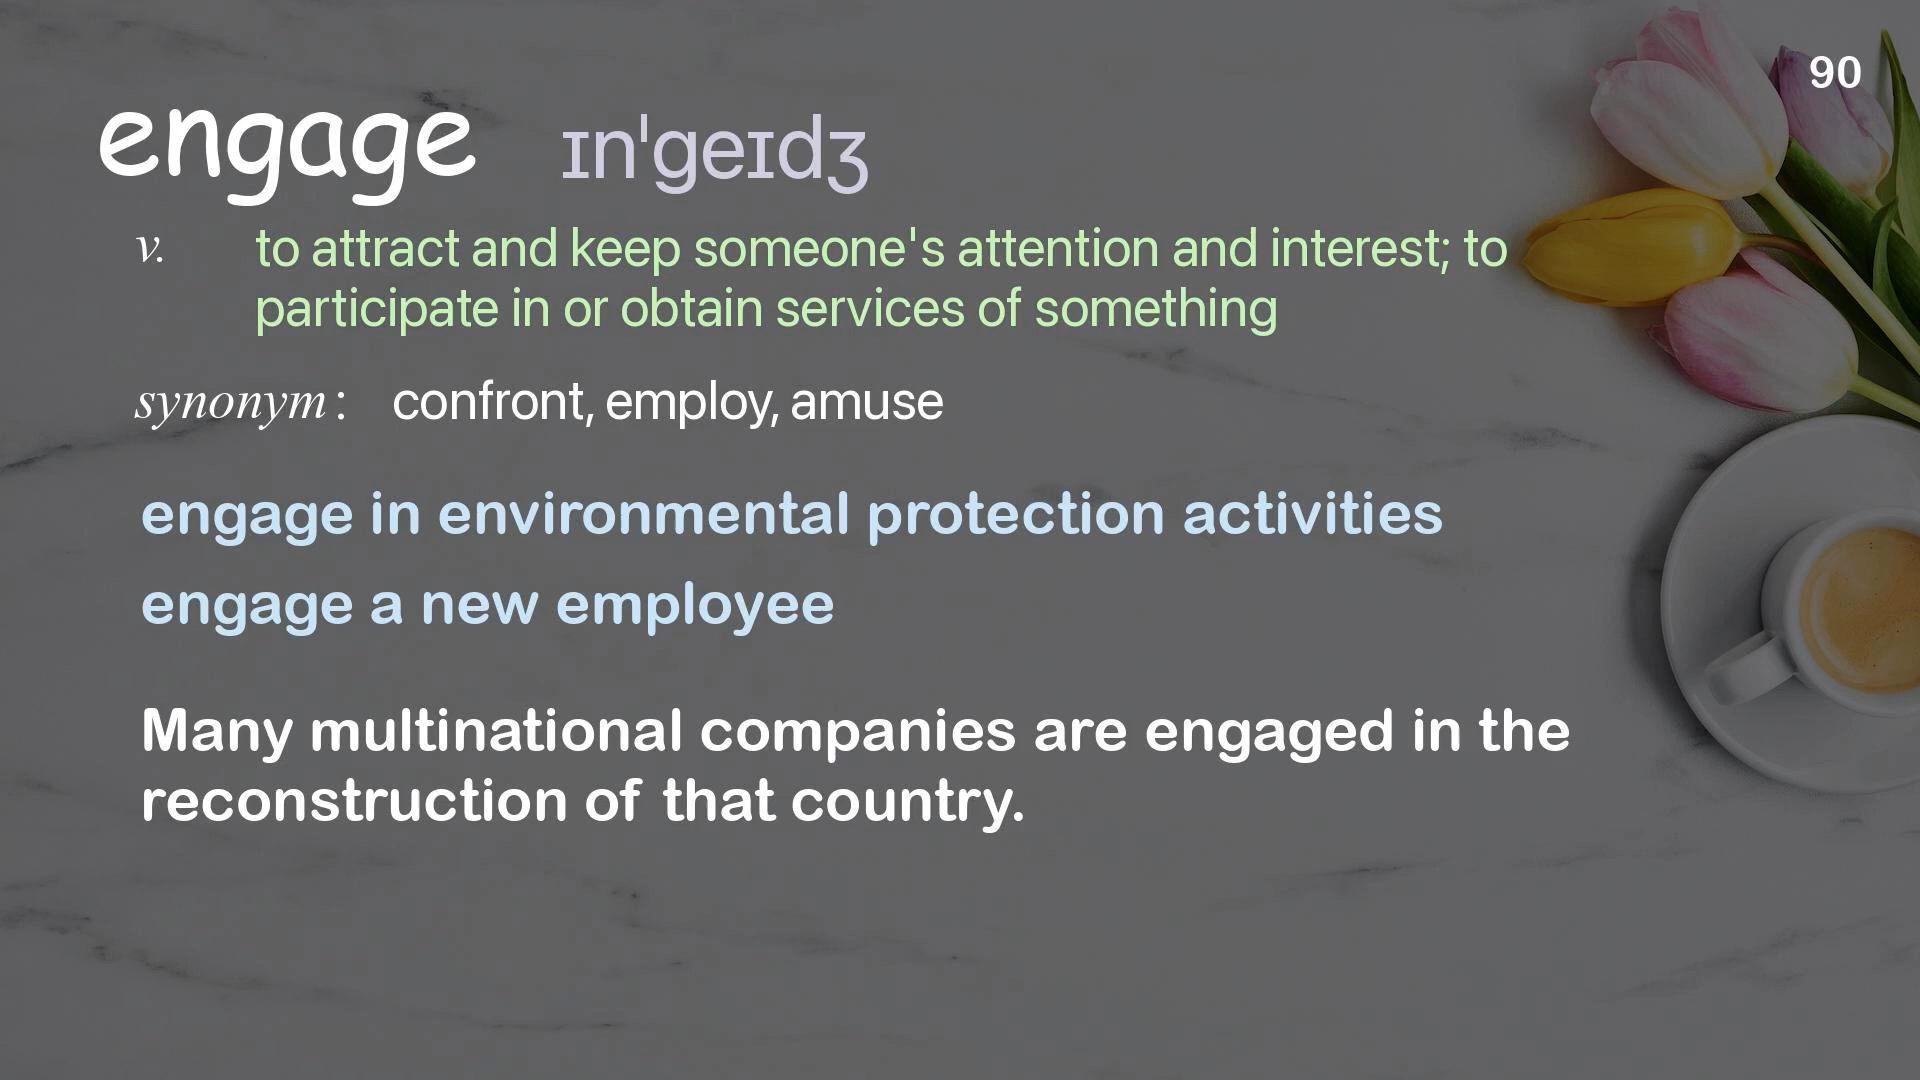 90
engage ɪnˈɡeɪdʒ
v. to attract and keep someone's attention and interest; to
participate in or obtain services of something
synonym: confront, employ, amuse
engage in environmental protection activities
engage a new employee
Many multinational companies are engaged in the
reconstruction of that country.